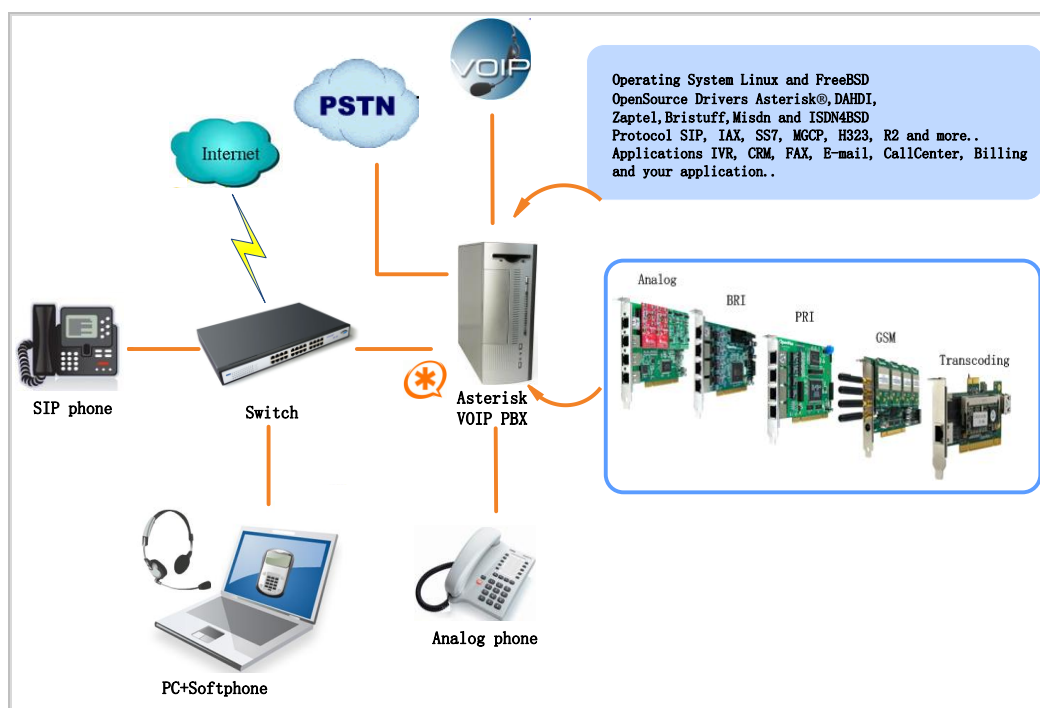 VOIP
PSTN
Internet
Operating System Linux and FreeBSD
OpenSource Drivers Asterisk®,DAHDI,
Zaptel,Bristuff,Misdn and ISDN4BSD
Protocol SIP, IAX, SS7, MGCP, H323, R2 and more..
Applications IVR, CRM, FAX, E-mail, CallCenter, Billing
and your application..
Analog
BRI
PRI
GSM
Transcoding
SIP phone
Switch
Asterisk
VOIP PBX
Analog phone
PC+Softphone